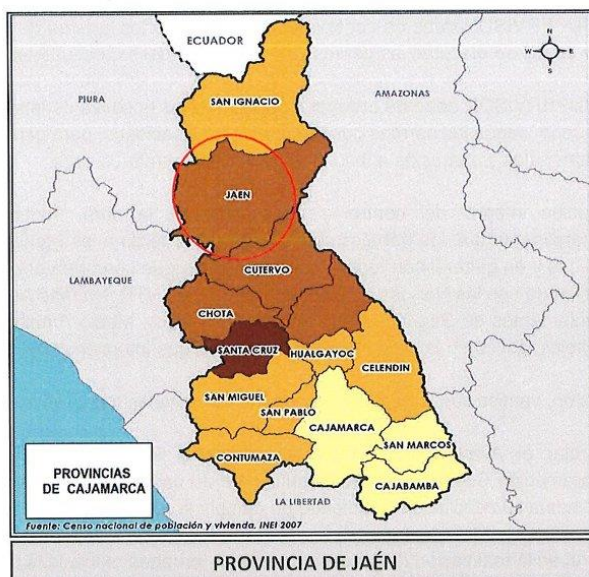 ECUADOR
N
W E
S
PIURA
SAN IGNACIO
AMAZONAS
JAEN
LAMBAYEQUE
CUTERVO
CHOTA
SANTA CRUZ
HUALGAYOC
CELENDIN
SAN MIGUEL
SAN PABLO
CAJAMARCA
SAN MARCOS
CONTUMAZA
CAJABAMBA
PROVINCIAS
DE CAJAMARCA
LA LIBERTAD
Fuente: Censo nacional de población y vivienda. INEI 2007
PROVINCIA DE JAÉN